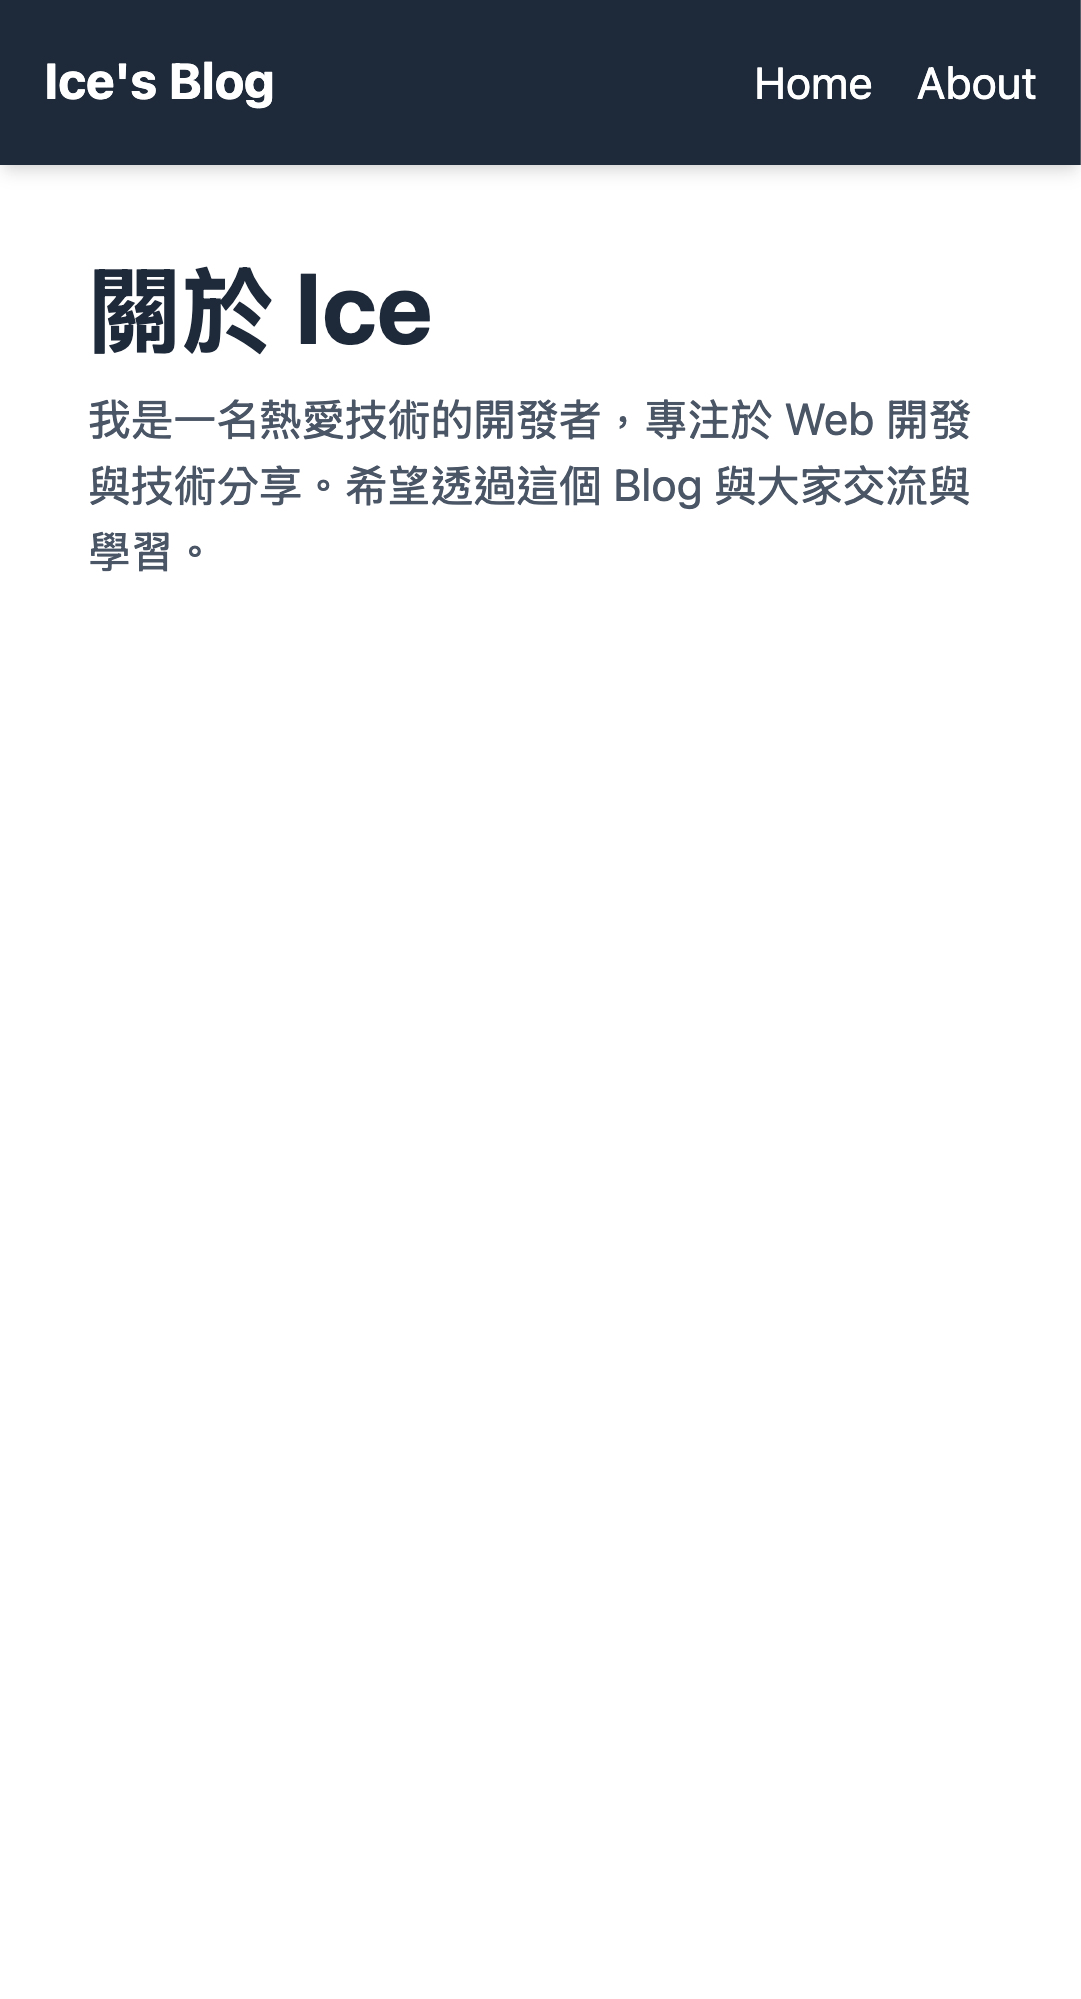 Ice's Blog
Home About
關於 Ice
我是一名熱愛技術的開發者，專注於 Web 開發
與技術分享。希望透過這個 Blog 與大家交流與
學習。